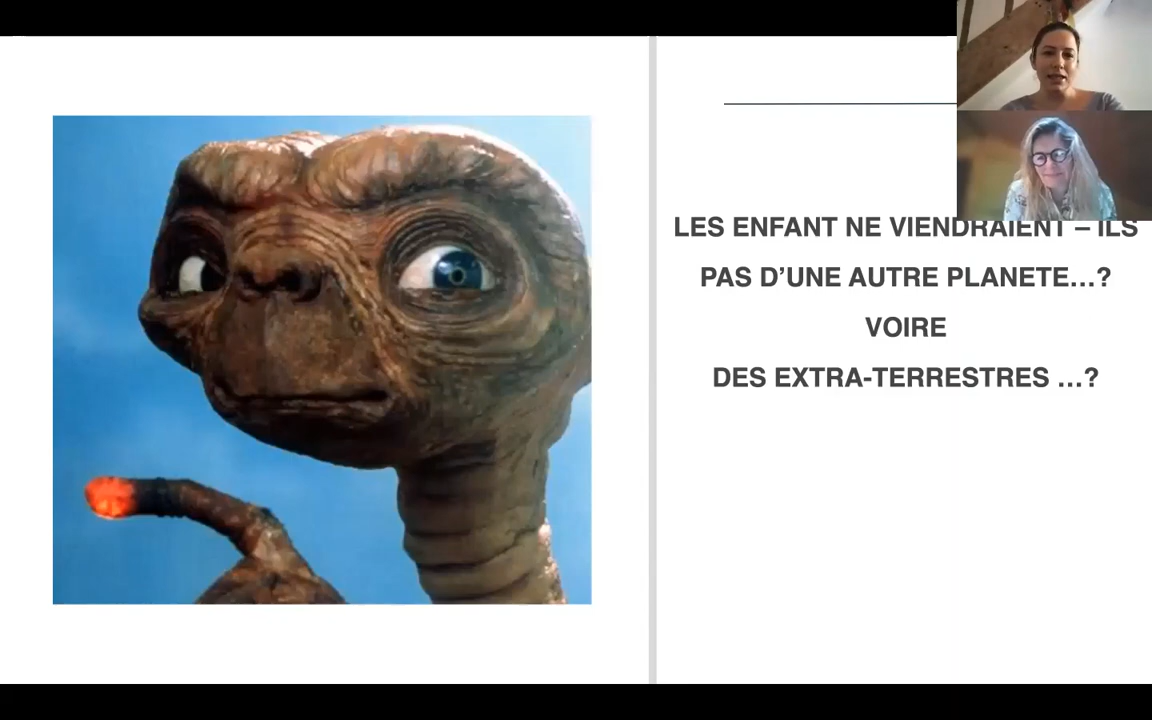 LES ENFANT NE VIENDRAIENT – ILS
PAS D’UNE AUTRE PLANETE...?
VOIRE
DES EXTRA-TERRESTRES ...?